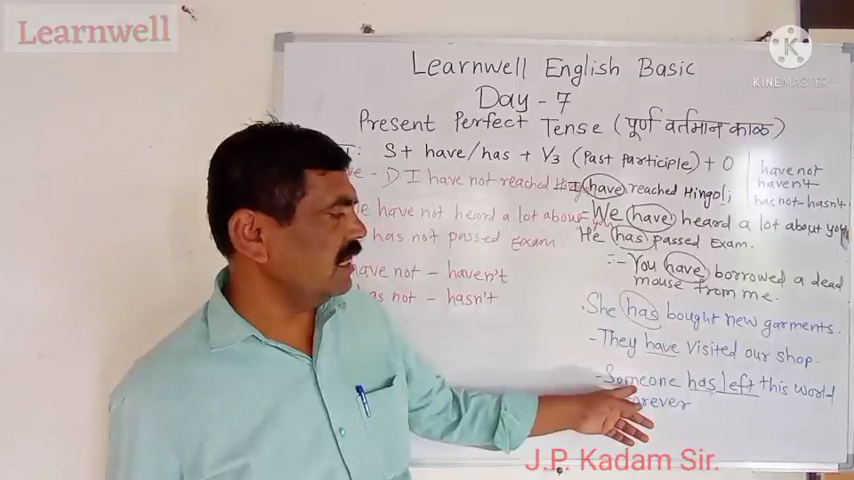 Learnwell
KINEMASTER
Learnwell English Basic
Day - 7
Present Perfect Tense (पूर्ण वर्तमान काळ)
: S + have/has + V3 (Past participle) + O
have not
haven't
has not - hasn't
- I have not reached
have reached Hingoli
have not heard a lot about you
We have heard a lot about you
has not passed Exam.
He has passed Exam.
have not - haven't
:- You have borrowed a dead
mouse from me.
has not - hasn't
She has bought new garments.
- They have visited our shop.
- Someone has left this world
J.P. Kadam Sir.